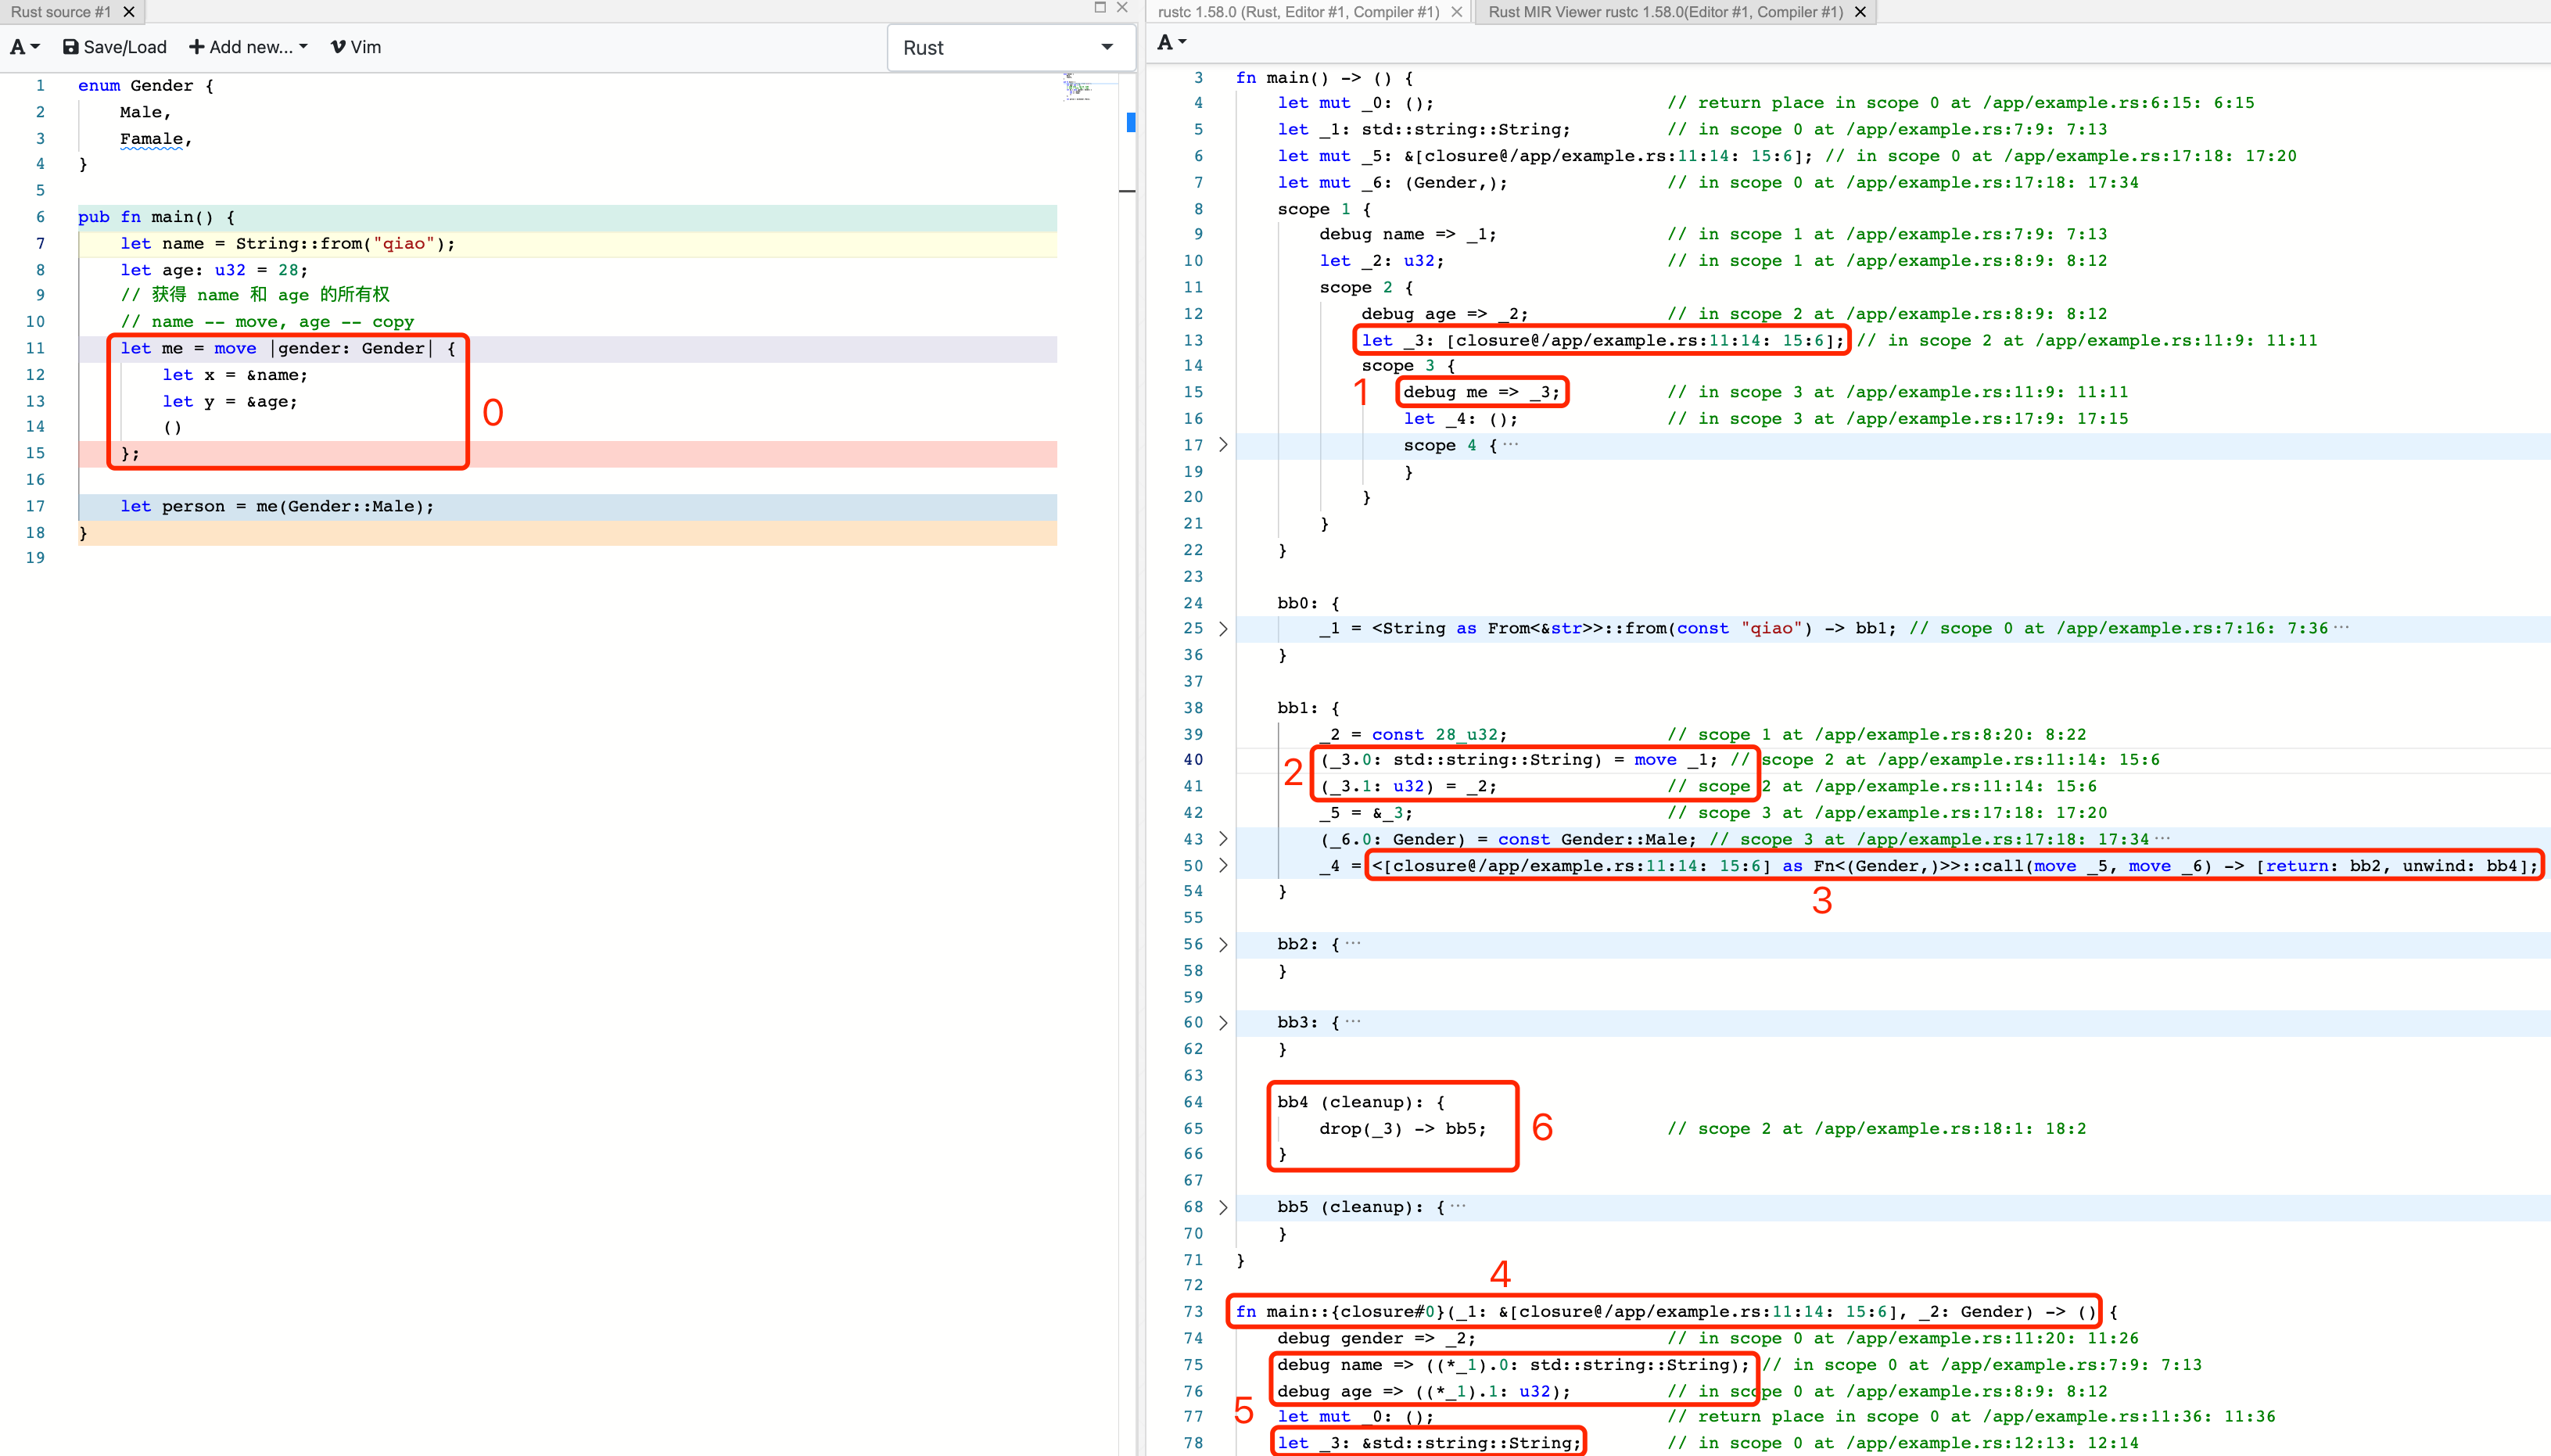 Rust source #1
A Save/Load Add new... Vim
Rust
1 enum Gender {
2 Male,
3 Famale,
4 }
5
6 pub fn main() {
7 let name = String::from("qiao");
8 let age: u32 = 28;
9 // 获得 name 和 age 的所有权
10 // name -- move, age -- copy
11 let me = move |gender: Gender| {
12 let x = &name;
13 let y = &age;
14 ()
15 };
0
16
17 let person = me(Gender::Male);
18 }
19
rustc 1.58.0 (Rust, Editor #1, Compiler #1) Rust MIR Viewer rustc 1.58.0(Editor #1, Compiler #1)
A
3 fn main() -> () {
4 let mut _0: (); // return place in scope 0 at /app/example.rs:6:15: 6:15
5 let _1: std::string::String; // in scope 0 at /app/example.rs:7:9: 7:13
6 let mut _5: &[closure@/app/example.rs:11:14: 15:6]; // in scope 0 at /app/example.rs:17:18: 17:20
7 let mut _6: (Gender,); // in scope 0 at /app/example.rs:17:18: 17:34
8 scope 1 {
9 debug name => _1; // in scope 1 at /app/example.rs:7:9: 7:13
10 let _2: u32; // in scope 1 at /app/example.rs:8:9: 8:12
11 scope 2 {
12 debug age => _2; // in scope 2 at /app/example.rs:8:9: 8:12
13 let _3: [closure@/app/example.rs:11:14: 15:6]; // in scope 2 at /app/example.rs:11:9: 11:11
14 scope 3 {
1
15 debug me => _3; // in scope 3 at /app/example.rs:11:9: 11:11
16 let _4: (); // in scope 3 at /app/example.rs:17:9: 17:15
17 scope 4 {···
19 }
20 }
21 }
22 }
23
24 bb0: {
25 _1 = <String as From<&str>>::from(const "qiao") -> bb1; // scope 0 at /app/example.rs:7:16: 7:36···
36 }
37
38 bb1: {
39 _2 = const 28_u32; // scope 1 at /app/example.rs:8:20: 8:22
2
40 (_3.0: std::string::String) = move _1; // scope 2 at /app/example.rs:11:14: 15:6
41 (_3.1: u32) = _2; // scope 2 at /app/example.rs:11:14: 15:6
42 _5 = &_3; // scope 3 at /app/example.rs:17:18: 17:20
43 (_6.0: Gender) = const Gender::Male; // scope 3 at /app/example.rs:17:18: 17:34···
50 _4 = <[closure@/app/example.rs:11:14: 15:6] as Fn<(Gender,)>>::call(move _5, move _6) -> [return: bb2, unwind: bb4];
3
54 }
55
56 bb2: {···
58 }
59
60 bb3: {···
62 }
63
64 bb4 (cleanup): {
65 drop(_3) -> bb5; // scope 2 at /app/example.rs:18:1: 18:2
66 }
6
67
68 bb5 (cleanup): {···
70 }
71 }
72
4
73 fn main::{closure#0}(_1: &[closure@/app/example.rs:11:14: 15:6], _2: Gender) -> () {
74 debug gender => _2; // in scope 0 at /app/example.rs:11:20: 11:26
75 debug name => ((*_1).0: std::string::String); // in scope 0 at /app/example.rs:7:9: 7:13
76 debug age => ((*_1).1: u32); // in scope 0 at /app/example.rs:8:9: 8:12
5
77 let mut _0: (); // return place in scope 0 at /app/example.rs:11:36: 11:36
78 let _3: &std::string::String; // in scope 0 at /app/example.rs:12:13: 12:14